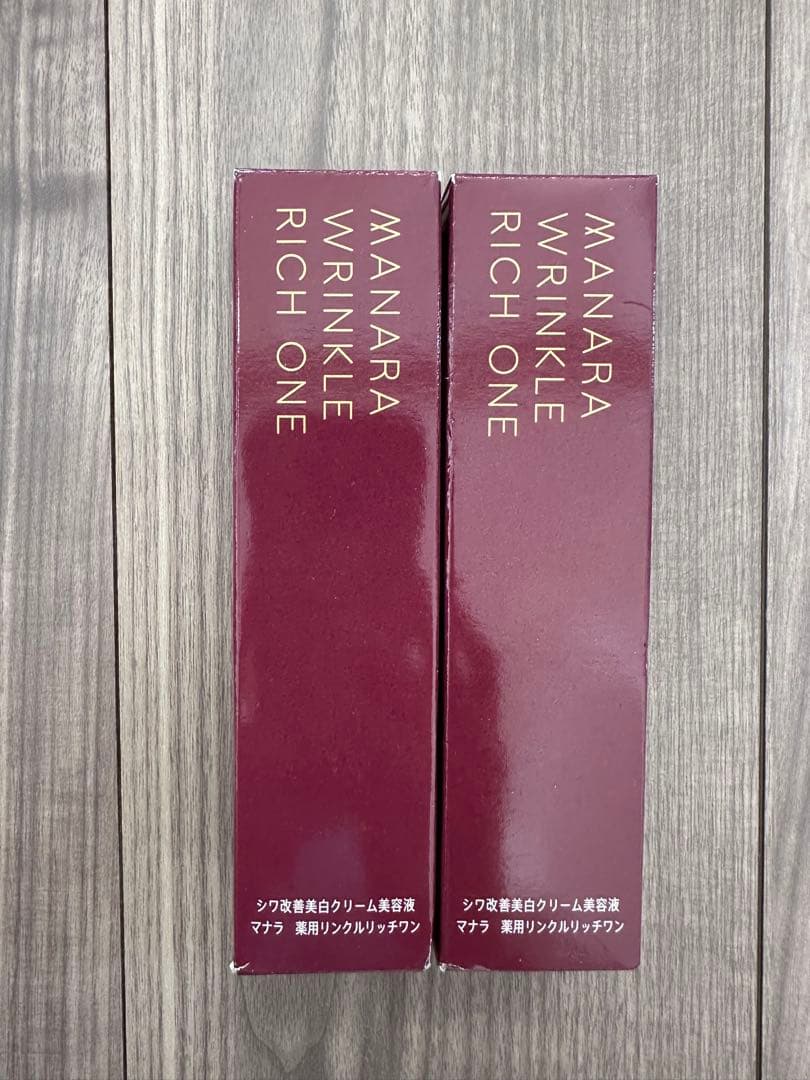 MANARA
WRINKLE
RICH ONE
シワ改善美白クリーム美容液
マナラ 薬用リンクルリッチワン
MANARA
WRINKLE
RICH ONE
シワ改善美白クリーム美容液
マナラ 薬用リンクルリッチワン